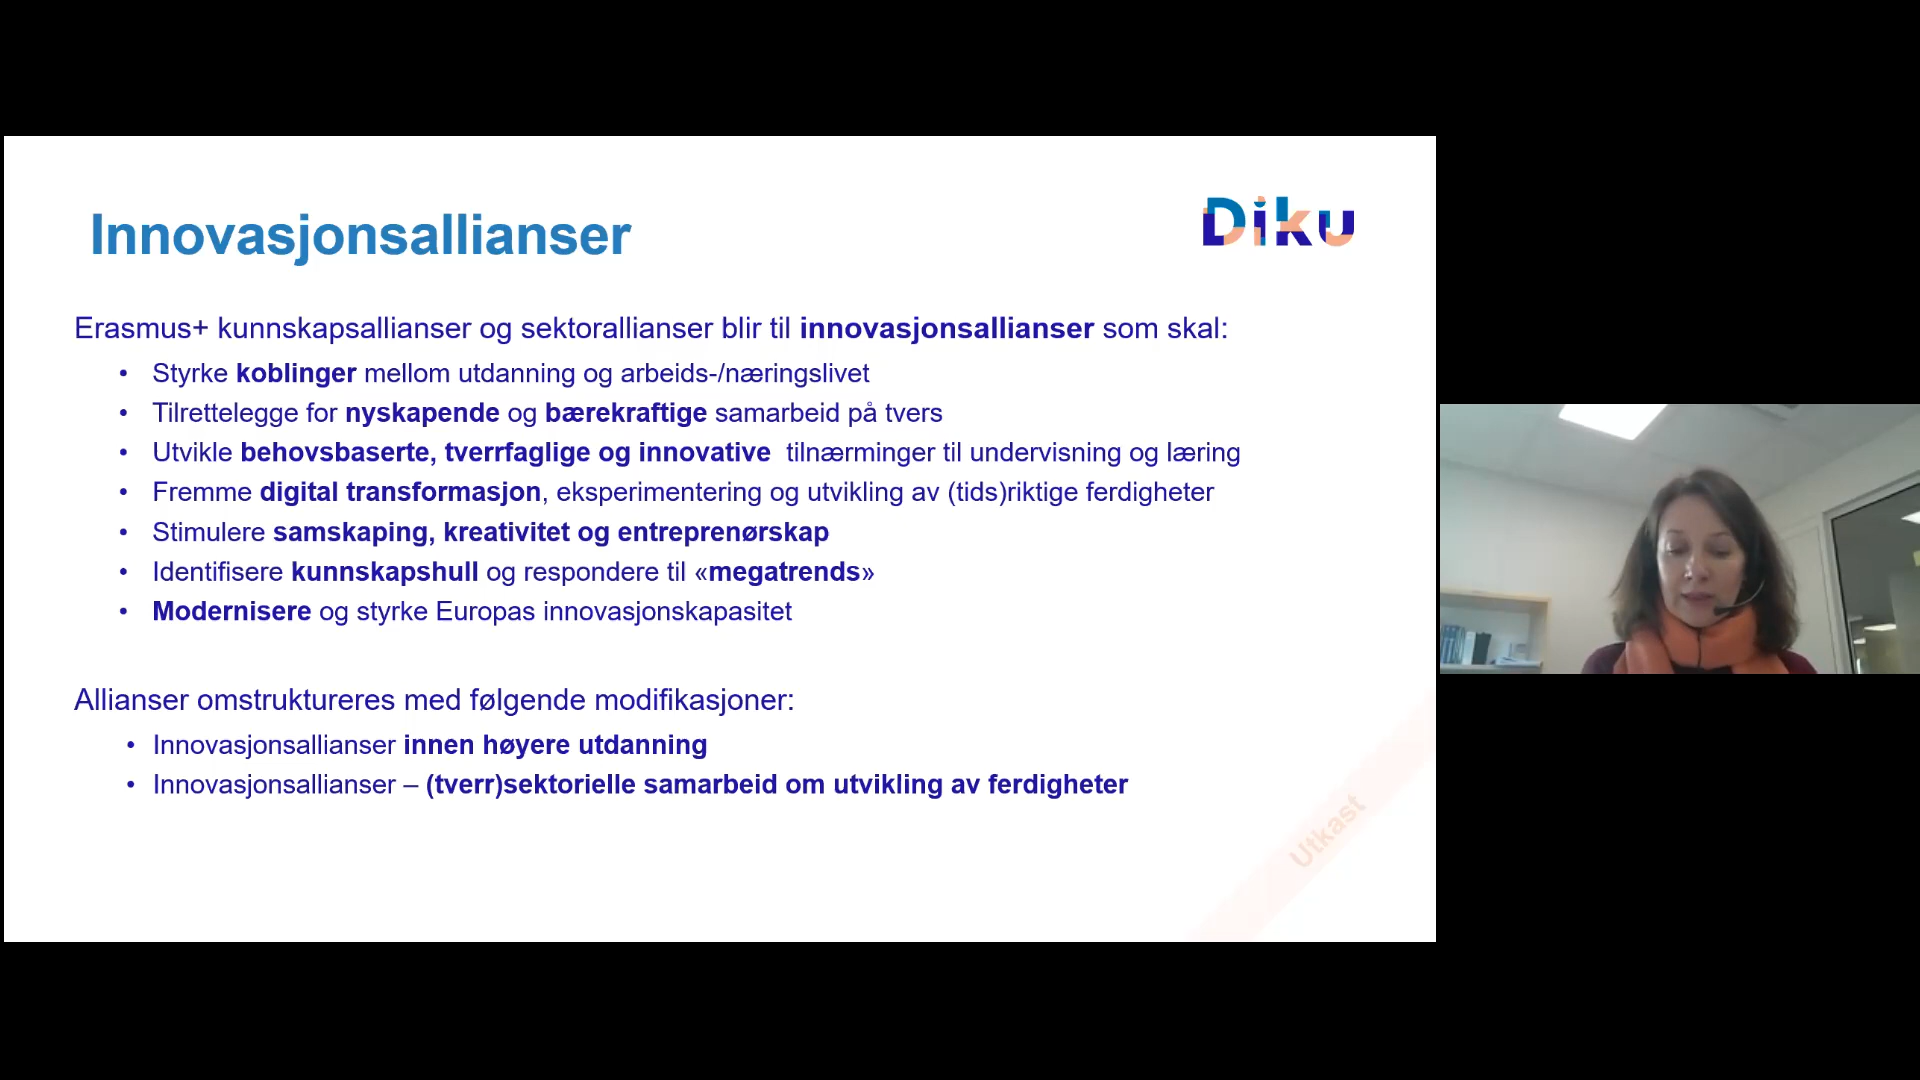 Innovasjonsallianser
Diku
Erasmus+ kunnskapsallianser og sektorallianser blir til innovasjonsallianser som skal:
• Styrke koblinger mellom utdanning og arbeids-/næringslivet
• Tilrettelegge for nyskapende og bærekraftige samarbeid på tvers
• Utvikle behovsbaserte, tverrfaglige og innovative tilnærminger til undervisning og læring
• Fremme digital transformasjon, eksperimentering og utvikling av (tids)riktige ferdigheter
• Stimulere samskaping, kreativitet og entreprenørskap
• Identifisere kunnskapshull og respondere til «megatrends»
• Modernisere og styrke Europas innovasjonskapasitet
Allianser omstruktureres med følgende modifikasjoner:
• Innovasjonsallianser innen høyere utdanning
• Innovasjonsallianser – (tverr)sektorielle samarbeid om utvikling av ferdigheter
Utkast